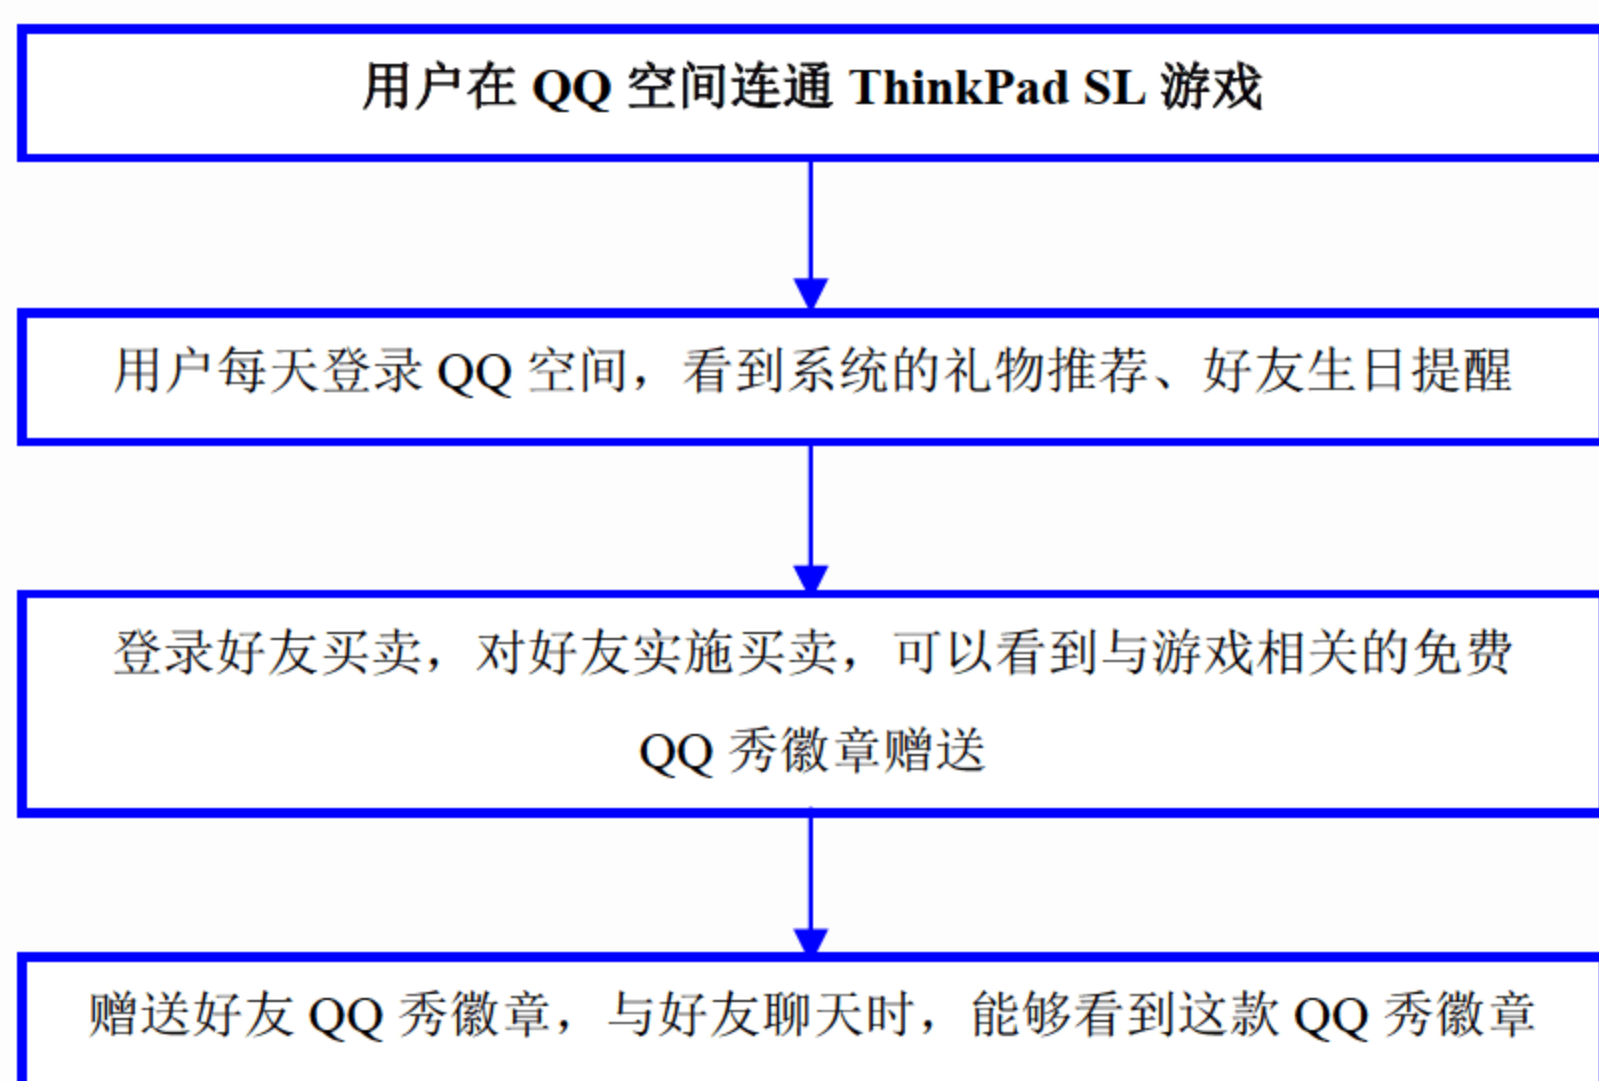 用户在 QQ 空间连通 ThinkPad SL 游戏
用户每天登录 QQ 空间，看到系统的礼物推荐、好友生日提醒
登录好友买卖，对好友实施买卖，可以看到与游戏相关的免费
QQ 秀徽章赠送
赠送好友 QQ 秀徽章，与好友聊天时，能够看到这款 QQ 秀徽章